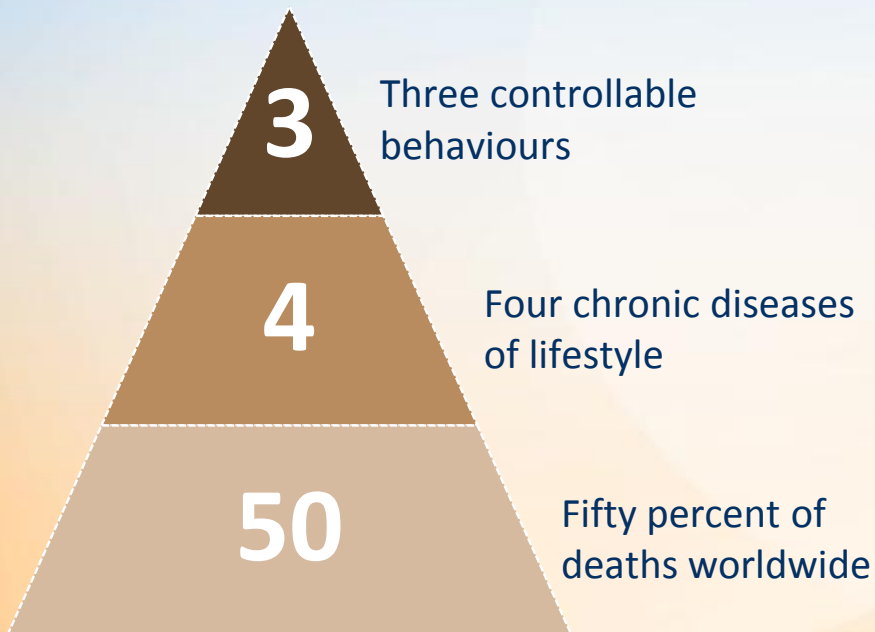 3
Three controllable
behaviours
4
Four chronic diseases
of lifestyle
50
Fifty percent of
deaths worldwide